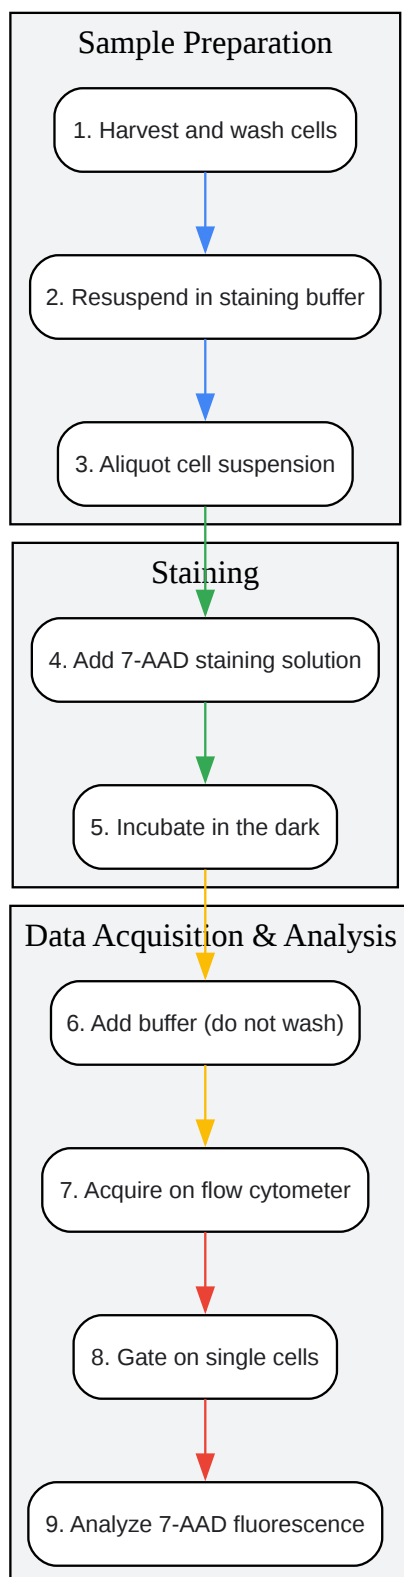 Sample Preparation
1. Harvest and wash cells
2. Resuspend in staining buffer
3. Aliquot cell suspension
Staining
4. Add 7-AAD staining solution
5. Incubate in the dark
Data Acquisition & Analysis
6. Add buffer (do not wash)
7. Acquire on flow cytometer
8. Gate on single cells
9. Analyze 7-AAD fluorescence